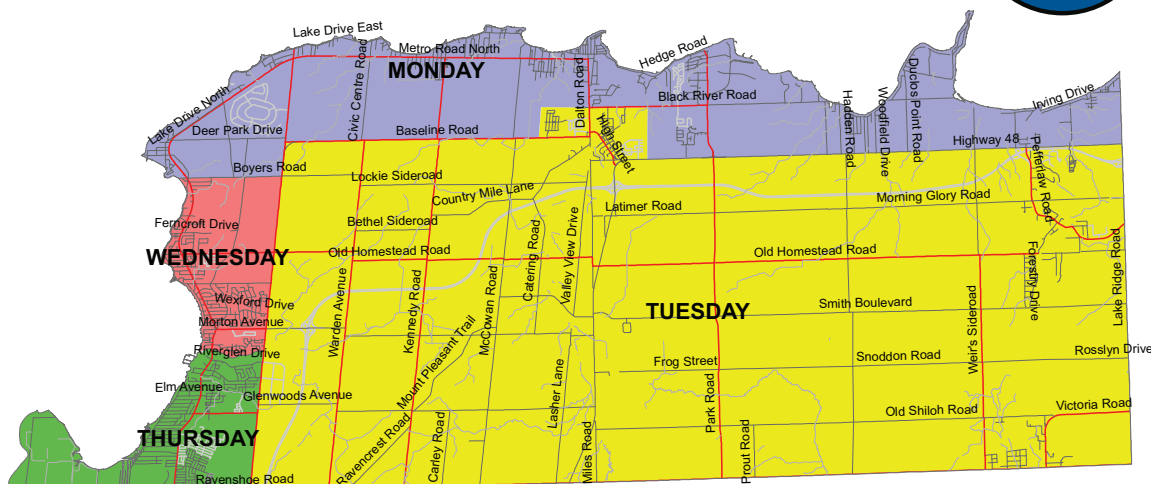 Lake Drive East
Metro Road North
MONDAY
Hedge Road
Civic Centre Road
Dalton Road
Duclos Point Road
Lake Drive North
Black River Road
Hadden Road
Woodfield Drive
Irving Drive
Deer Park Drive
Baseline Road
High Street
Highway 48
Pefferlaw Road
Boyers Road
Lockie Sideroad
Country Mile Lane
Latimer Road
Morning Glory Road
Ferncroft Drive
Bethel Sideroad
WEDNESDAY
Old Homestead Road
Old Homestead Road
Catering Road
Valley View Drive
Forestry Drive
Lake Ridge Road
Wexford Drive
Warden Avenue
Kennedy Road
McCowan Road
TUESDAY
Smith Boulevard
Weir's Sideroad
Morton Avenue
Riverglen Drive
Mount Pleasant Trail
Frog Street
Snoddon Road
Rosslyn Drive
Elm Avenue
Glenwoods Avenue
Lasher Lane
Park Road
Old Shiloh Road
Victoria Road
THURSDAY
Ravencrest Road
Carley Road
Miles Road
Prout Road
Ravenshoe Road